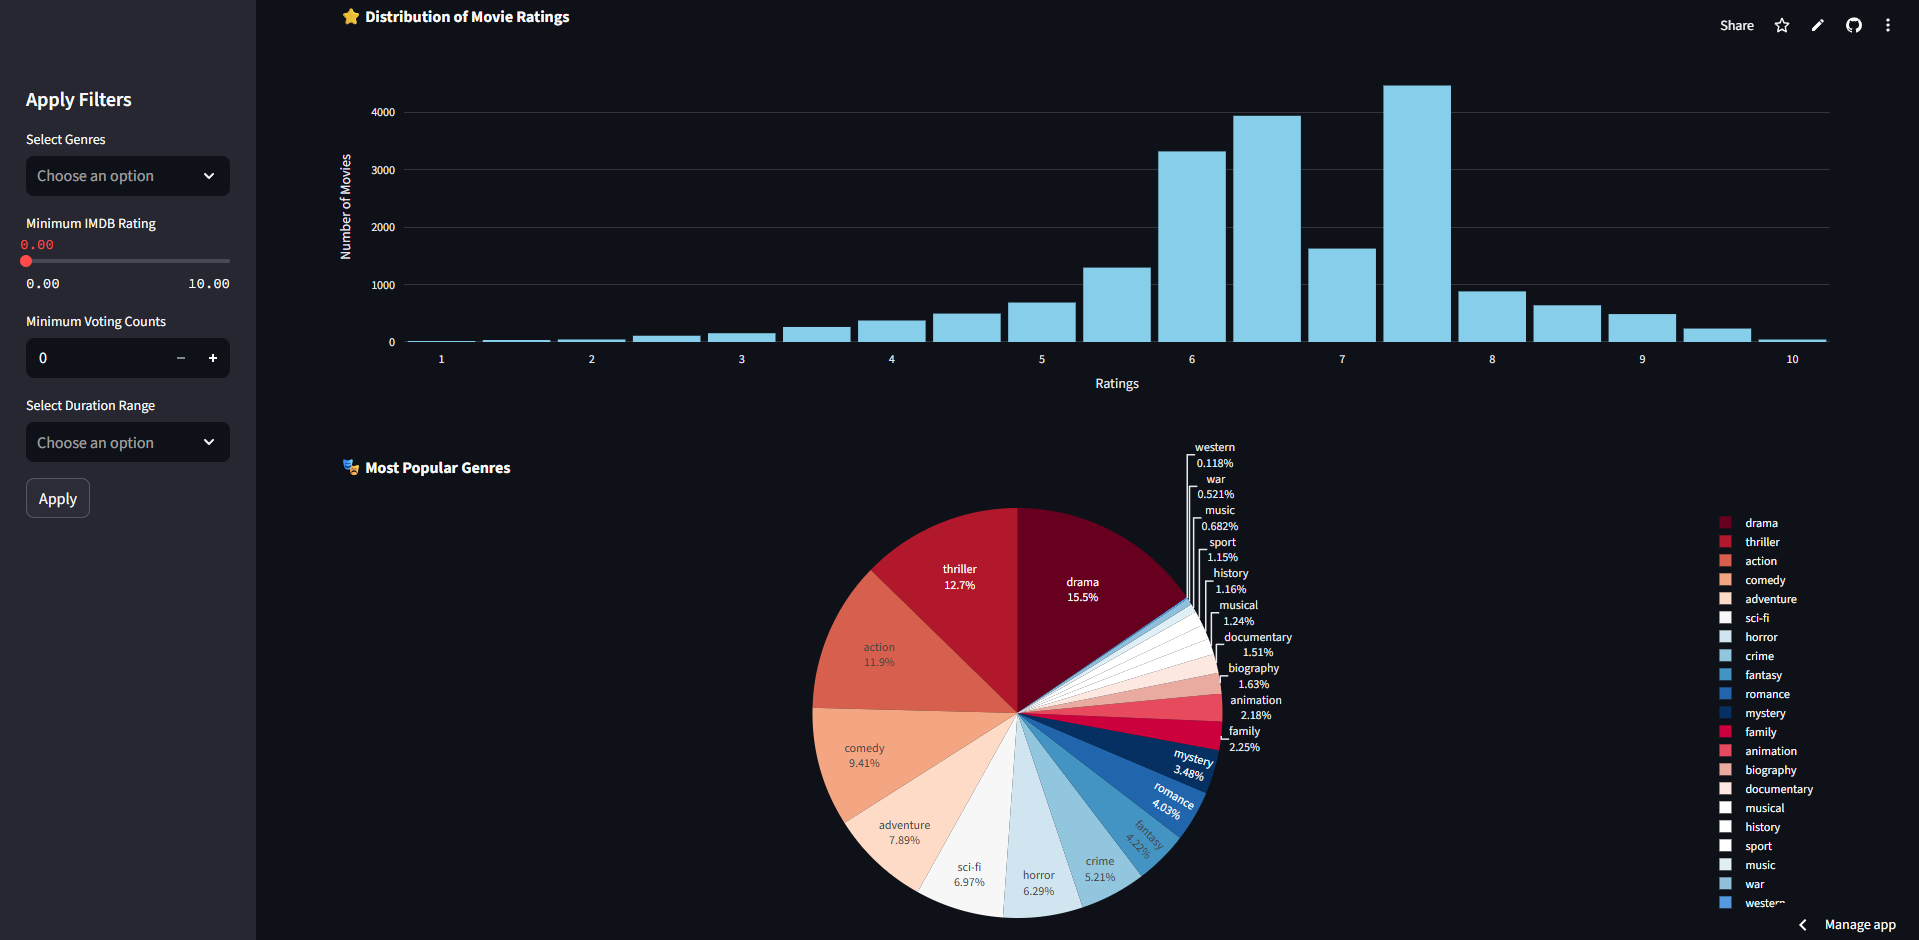 Apply Filters
Select Genres
Choose an option
Minimum IMDB Rating
0.00
0.00 10.00
Minimum Voting Counts
0 − +
Select Duration Range
Choose an option
Apply
Share
⭐ Distribution of Movie Ratings
Number of Movies
4000
3000
2000
1000
0
1 2 3 4 5 6 7 8 9 10
Ratings
🎭 Most Popular Genres
western
0.118%
war
0.521%
music
0.682%
sport
1.15%
history
1.16%
musical
1.24%
documentary
1.51%
biography
1.63%
animation
2.18%
family
2.25%
mystery
3.48%
romance
4.03%
fantasy
4.22%
crime
5.21%
horror
6.29%
sci-fi
6.97%
adventure
7.89%
comedy
9.41%
action
11.9%
thriller
12.7%
drama
15.5%
drama
thriller
action
comedy
adventure
sci-fi
horror
crime
fantasy
romance
mystery
family
animation
biography
documentary
musical
history
sport
music
war
western
Manage app